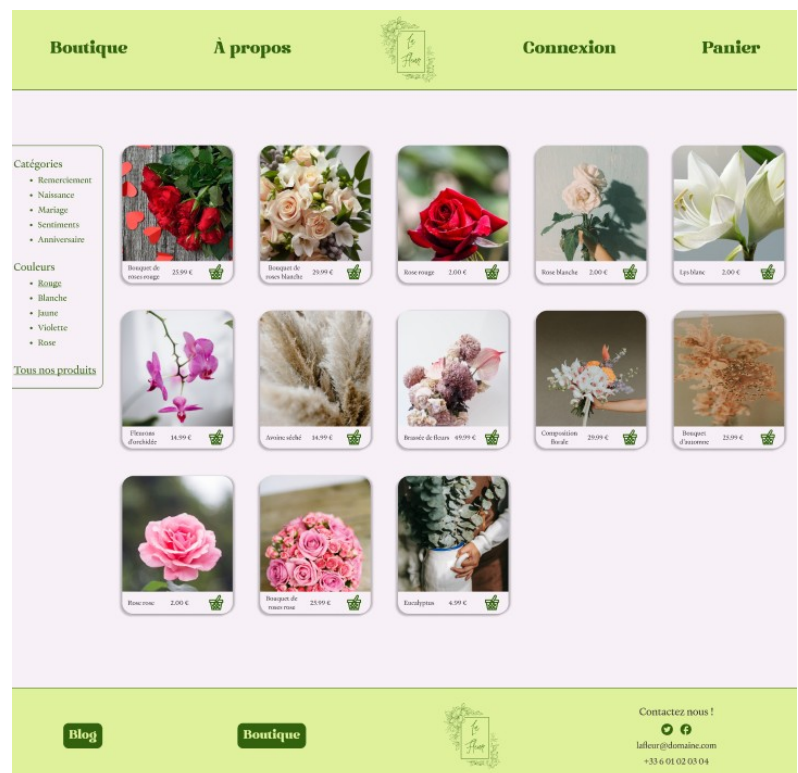 Boutique
À propos
La
Fleur
Connexion
Panier
Catégories
Remerciement
Naissance
Mariage
Sentiments
Anniversaire
Couleurs
Rouge
Blanche
Jaune
Violette
Rose
Tous nos produits
Bouquet de
roses rouge
25.99 €
Bouquet de
roses blanche
29.99 €
Rose rouge
2.00 €
Rose blanche
2.00 €
Lys blanc
2.00 €
Fleurons
d'orchidée
14.99 €
Avoine séché
14.99 €
Brassée de fleurs
49.99 €
Composition
florale
29.99 €
Bouquet
d'automne
23.99 €
Rose rose
2.00 €
Bouquet de
roses rose
25.99 €
Eucalyptus
4.99 €
Blog
Boutique
Contactez nous !
lafleur@domaine.com
+33 6 01 02 03 04